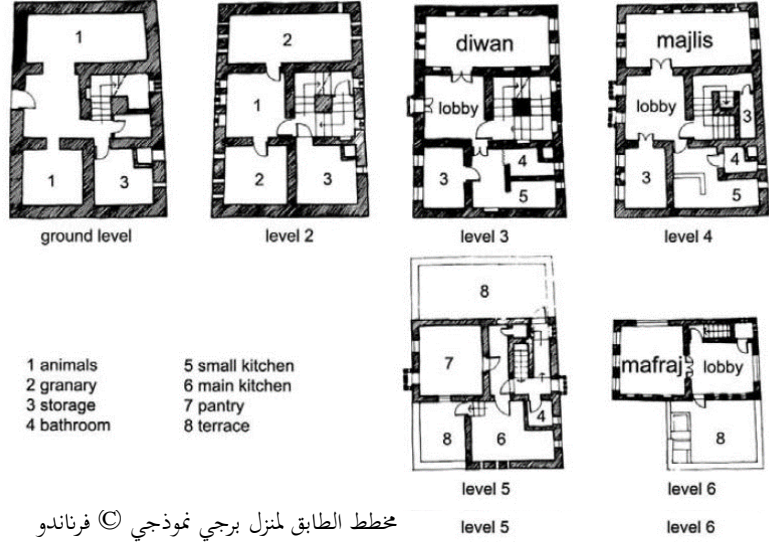 1
1
3
ground level
2
1
2
3
level 2
diwan
lobby
3
4
5
level 3
majlis
lobby
3
3
4
5
level 4
8
7
4
8
6
level 5
mafraj
lobby
8
level 6
1 animals
2 granary
3 storage
4 bathroom
5 small kitchen
6 main kitchen
7 pantry
8 terrace
مخطط الطابق لمنزل برجي نموذجي © فرناندو
level 5
level 6